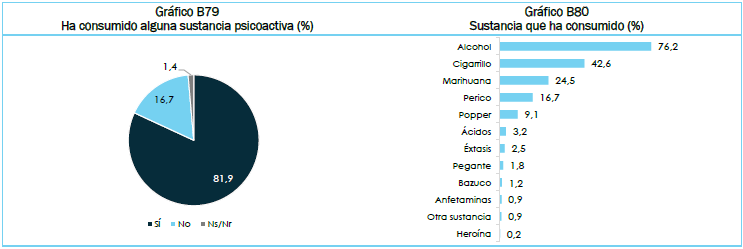 Gráfico B79
Ha consumido alguna sustancia psicoactiva (%)
1,4
16,7
81,9
Sí No Ns/Nr
Gráfico B80
Sustancia que ha consumido (%)
Alcohol 76,2
Cigarrillo 42,6
Marihuana 24,5
Perico 16,7
Popper 9,1
Ácidos 3,2
Éxtasis 2,5
Pegante 1,8
Bazuco 1,2
Anfetaminas 0,9
Otra sustancia 0,9
Heroína 0,2